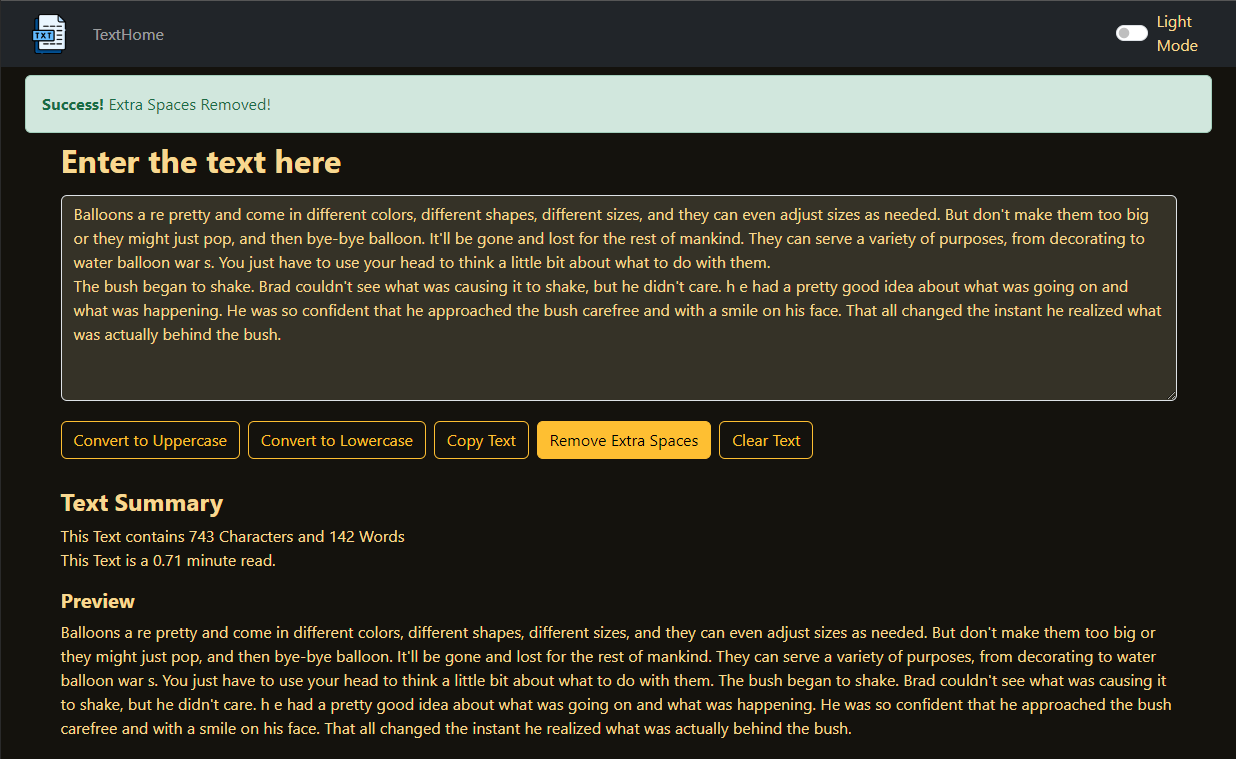 TXT
TextHome
Light
Mode
Success! Extra Spaces Removed!
Enter the text here
Balloons a re pretty and come in different colors, different shapes, different sizes, and they can even adjust sizes as needed. But don't make them too big
or they might just pop, and then bye-bye balloon. It'll be gone and lost for the rest of mankind. They can serve a variety of purposes, from decorating to
water balloon war s. You just have to use your head to think a little bit about what to do with them.
The bush began to shake. Brad couldn't see what was causing it to shake, but he didn't care. h e had a pretty good idea about what was going on and
what was happening. He was so confident that he approached the bush carefree and with a smile on his face. That all changed the instant he realized what
was actually behind the bush.
Convert to Uppercase
Convert to Lowercase
Copy Text
Remove Extra Spaces
Clear Text
Text Summary
This Text contains 743 Characters and 142 Words
This Text is a 0.71 minute read.
Preview
Balloons a re pretty and come in different colors, different shapes, different sizes, and they can even adjust sizes as needed. But don't make them too big or
they might just pop, and then bye-bye balloon. It'll be gone and lost for the rest of mankind. They can serve a variety of purposes, from decorating to water
balloon war s. You just have to use your head to think a little bit about what to do with them. The bush began to shake. Brad couldn't see what was causing it
to shake, but he didn't care. h e had a pretty good idea about what was going on and what was happening. He was so confident that he approached the bush
carefree and with a smile on his face. That all changed the instant he realized what was actually behind the bush.